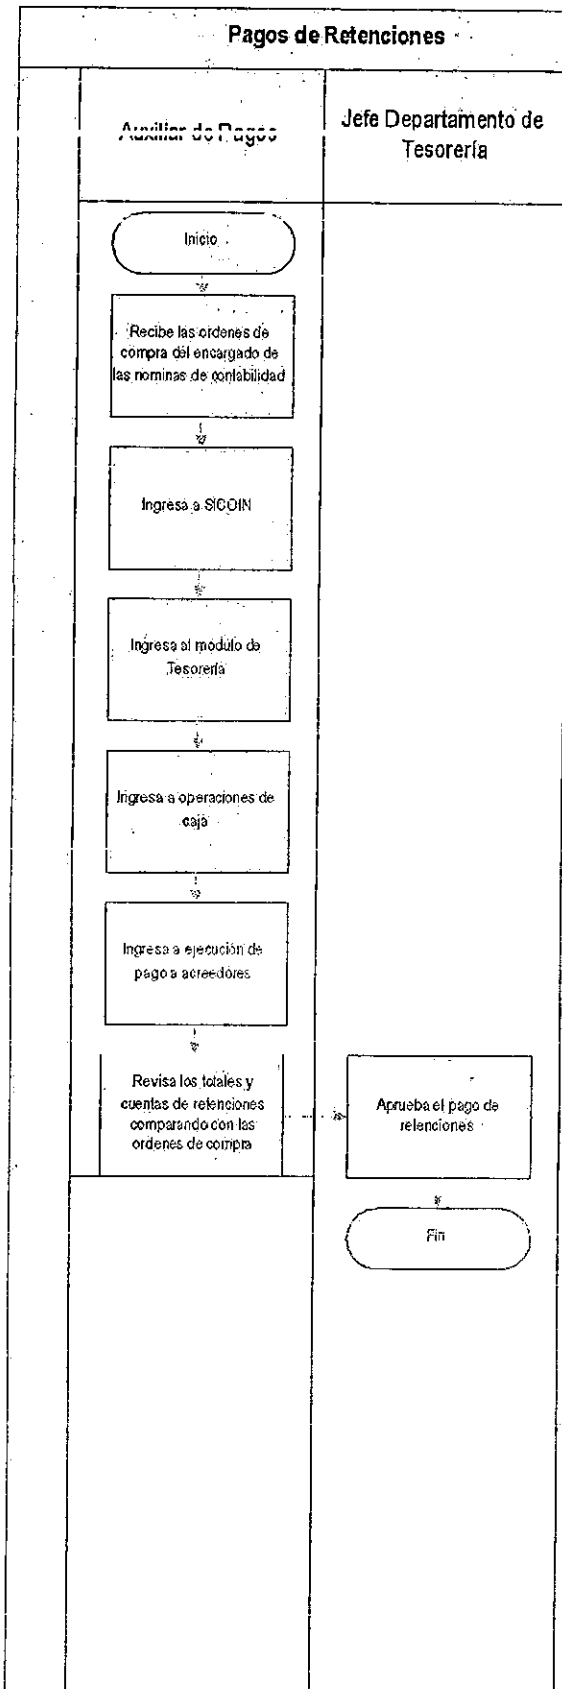 Pagos de Retenciones
Auxiliar de Pagos
Jefe Departamento de
Tesorería
Inicio
Recibe las ordenes de
compra del encargado de
las nominas de contabilidad
Ingresa a SICOIN
Ingresa al módulo de
Tesorería
Ingresa a operaciones de
caja
Ingresa a ejecución de
pago a acreedores
Revisa los totales y
cuentas de retenciones
comparando con las
ordenes de compra
Aprueba el pago de
retenciones
Fin